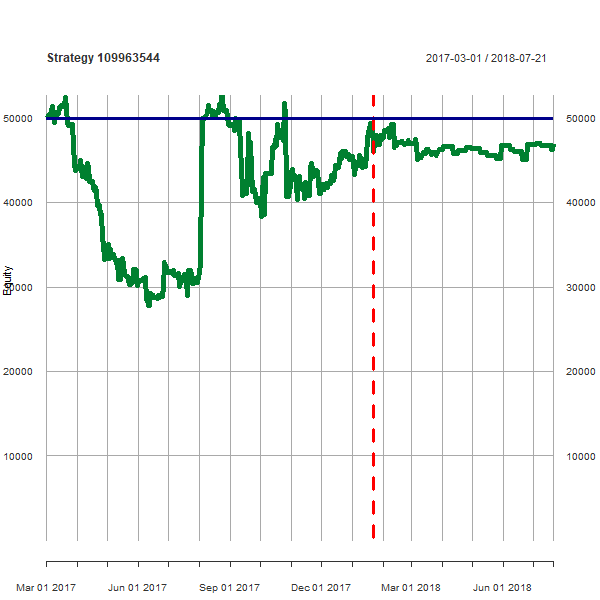 Strategy 109963544
2017-03-01 / 2018-07-21
50000
50000
40000
40000
Equity
30000
30000
20000
20000
10000
10000
Mar 01 2017
Jun 01 2017
Sep 01 2017
Dec 01 2017
Mar 01 2018
Jun 01 2018